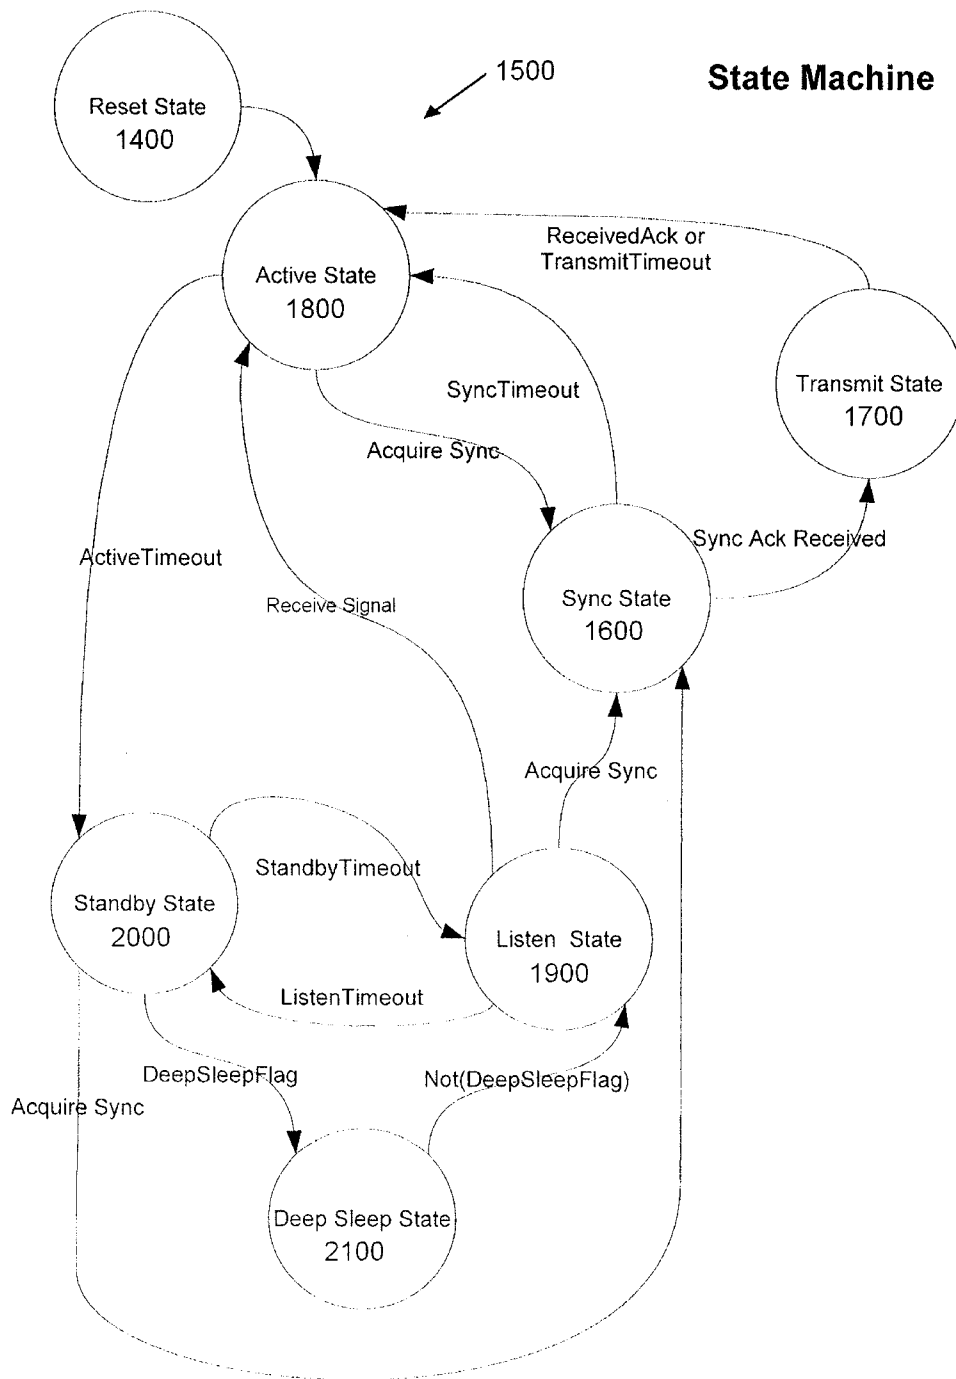 1500
State Machine
Reset State
1400
ReceivedAck or
TransmitTimeout
Active State
1800
Transmit State
1700
SyncTimeout
Acquire Sync
Sync Ack Received
ActiveTimeout
Receive Signal
Sync State
1600
Acquire Sync
StandbyTimeout
Standby State
2000
Listen State
1900
ListenTimeout
DeepSleepFlag
Not(DeepSleepFlag)
Acquire Sync
Deep Sleep State
2100